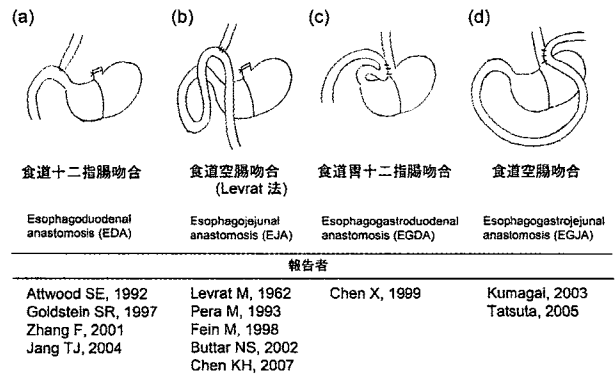 (a)
(b)
(c)
(d)
食道十二指腸吻合
食道空腸吻合
(Levrat 法)
食道胃十二指腸吻合
食道空腸吻合
Esophagoduodenal
anastomosis (EDA)
Esophagojejunal
anastomosis (EJA)
Esophagogastroduodenal
anastomosis (EGDA)
Esophagogastrojejunal
anastomosis (EGJA)
報告者
Attwood SE, 1992
Goldstein SR, 1997
Zhang F, 2001
Jang TJ, 2004
Levrat M, 1962
Pera M, 1993
Fein M, 1998
Buttar NS, 2002
Chen KH, 2007
Chen X, 1999
Kumagai, 2003
Tatsuta, 2005